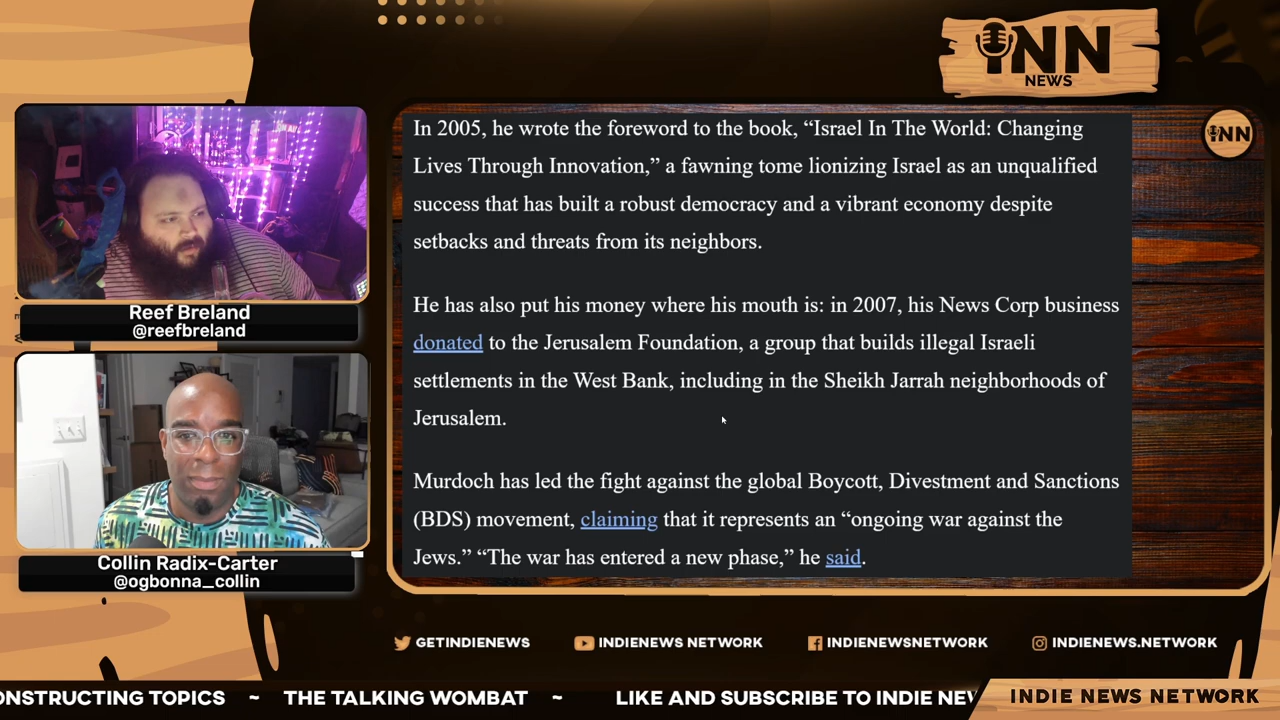 iNN
NEWS
iNN
In 2005, he wrote the foreword to the book, “Israel In The World: Changing
Lives Through Innovation,” a fawning tome lionizing Israel as an unqualified
success that has built a robust democracy and a vibrant economy despite
setbacks and threats from its neighbors.
He has also put his money where his mouth is: in 2007, his News Corp business
donated to the Jerusalem Foundation, a group that builds illegal Israeli
settlements in the West Bank, including in the Sheikh Jarrah neighborhoods of
Jerusalem.
Murdoch has led the fight against the global Boycott, Divestment and Sanctions
(BDS) movement, claiming that it represents an “ongoing war against the
Jews.” “The war has entered a new phase,” he said.
Reef Breland
@reefbreland
Collin Radix-Carter
@ogbonna_collin
GETINDIENEWS
INDIENEWS NETWORK
INDIENEWSNETWORK
INDIENEWS.NETWORK
ONSTRUCTING TOPICS ~ THE TALKING WOMBAT ~ LIKE AND SUBSCRIBE TO INDIE NEW
INDIE NEWS NETWORK